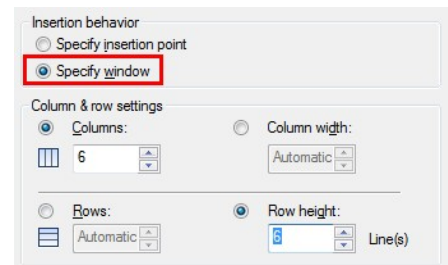 Insertion behavior
Specify insertion point
Specify window
Column & row settings
Columns:
Column width:
6
Automatic
Rows:
Row height:
Automatic
6
Line(s)